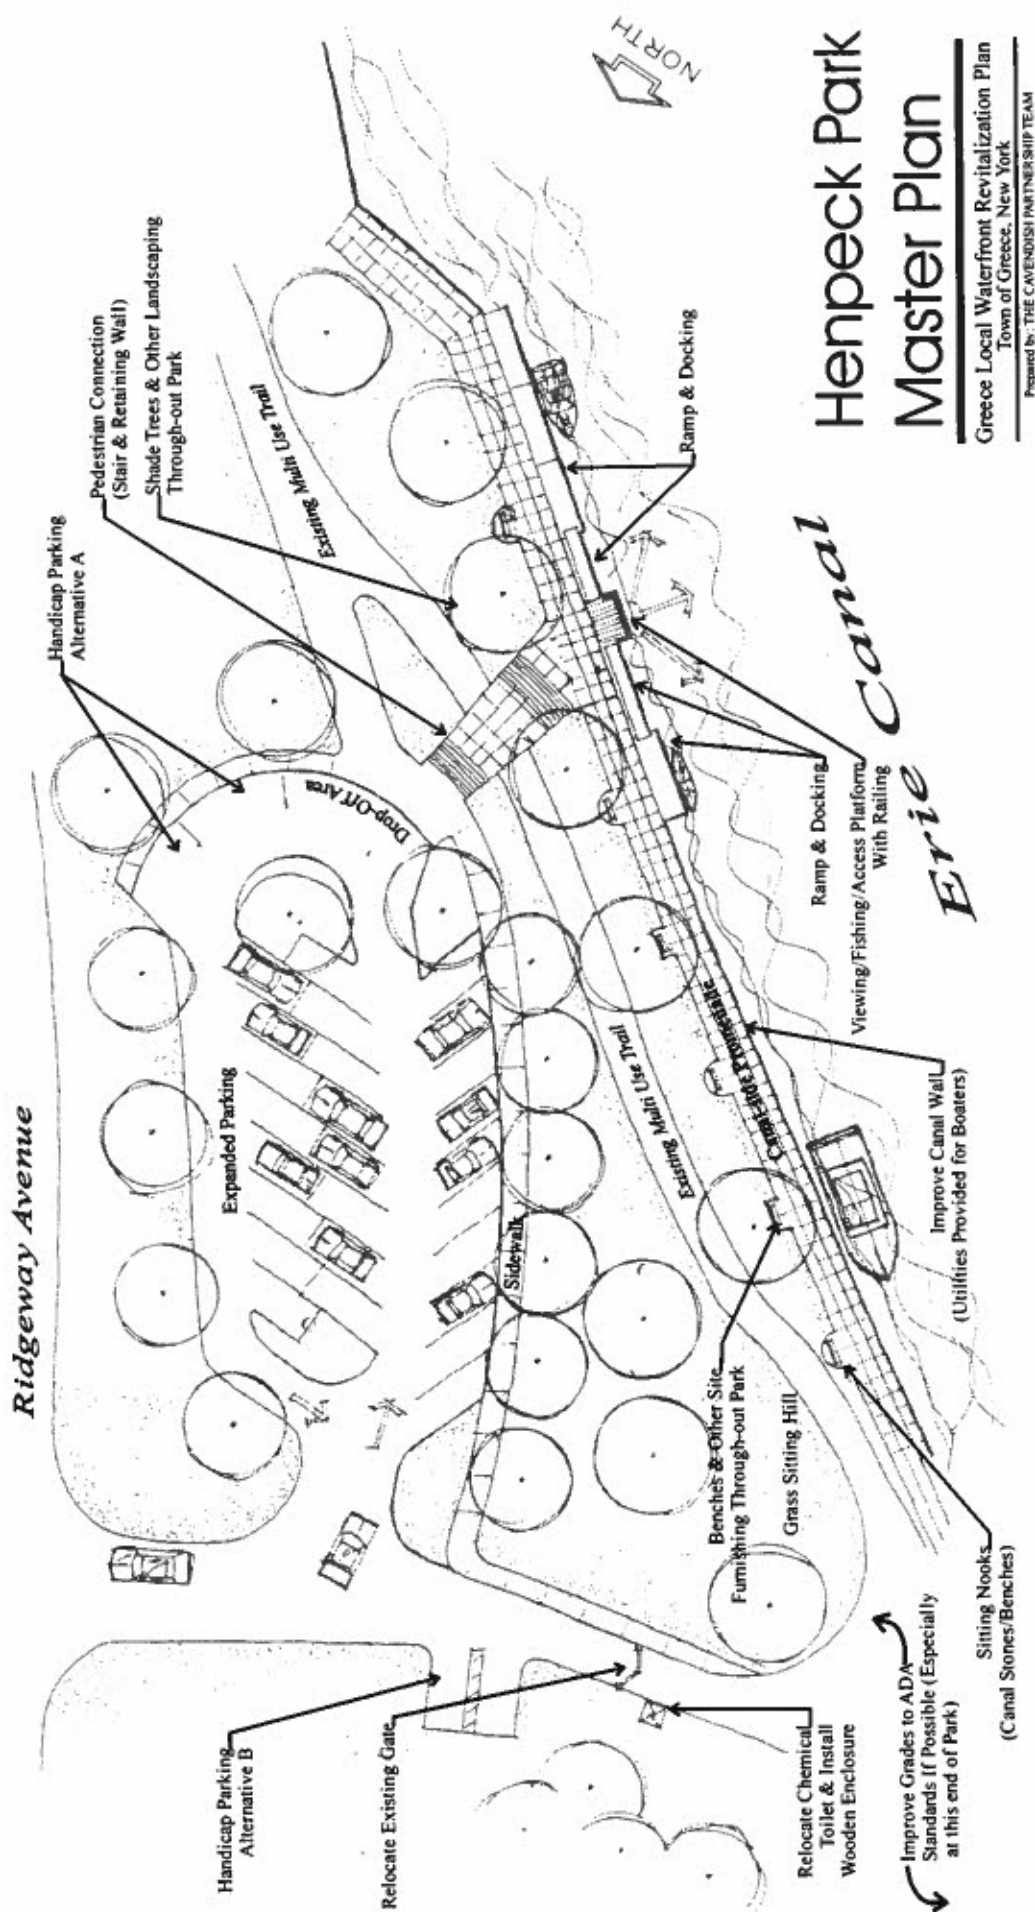 Ridgeway Avenue
Handicap Parking
Alternative A
Pedestrian Connection
(Stair & Retaining Wall)
Shade Trees & Other Landscaping
Through-out Park
Existing Multi Use Trail
NORTH
Drop-Off Area
Expanded Parking
Sidewalk
Existing Multi Use Trail
Canal-side Promenade
Ramp & Docking
Ramp & Docking
Viewing/Fishing/Access Platform
With Railing
Erie Canal
Improve Canal Wall
(Utilities Provided for Boaters)
Benches & Other Site
Furnishing Through-out Park
Grass Sitting Hill
Sitting Nooks
(Canal Stones/Benches)
Handicap Parking
Alternative B
Relocate Existing Gate
Relocate Chemical
Toilet & Install
Wooden Enclosure
Improve Grades to ADA
Standards If Possible (Especially
at this end of Park)
Henpeck Park
Master Plan
Greece Local Waterfront Revitalization Plan
Town of Greece, New York
Prepared by: THE CAVENDISH PARTNERSHIP TEAM